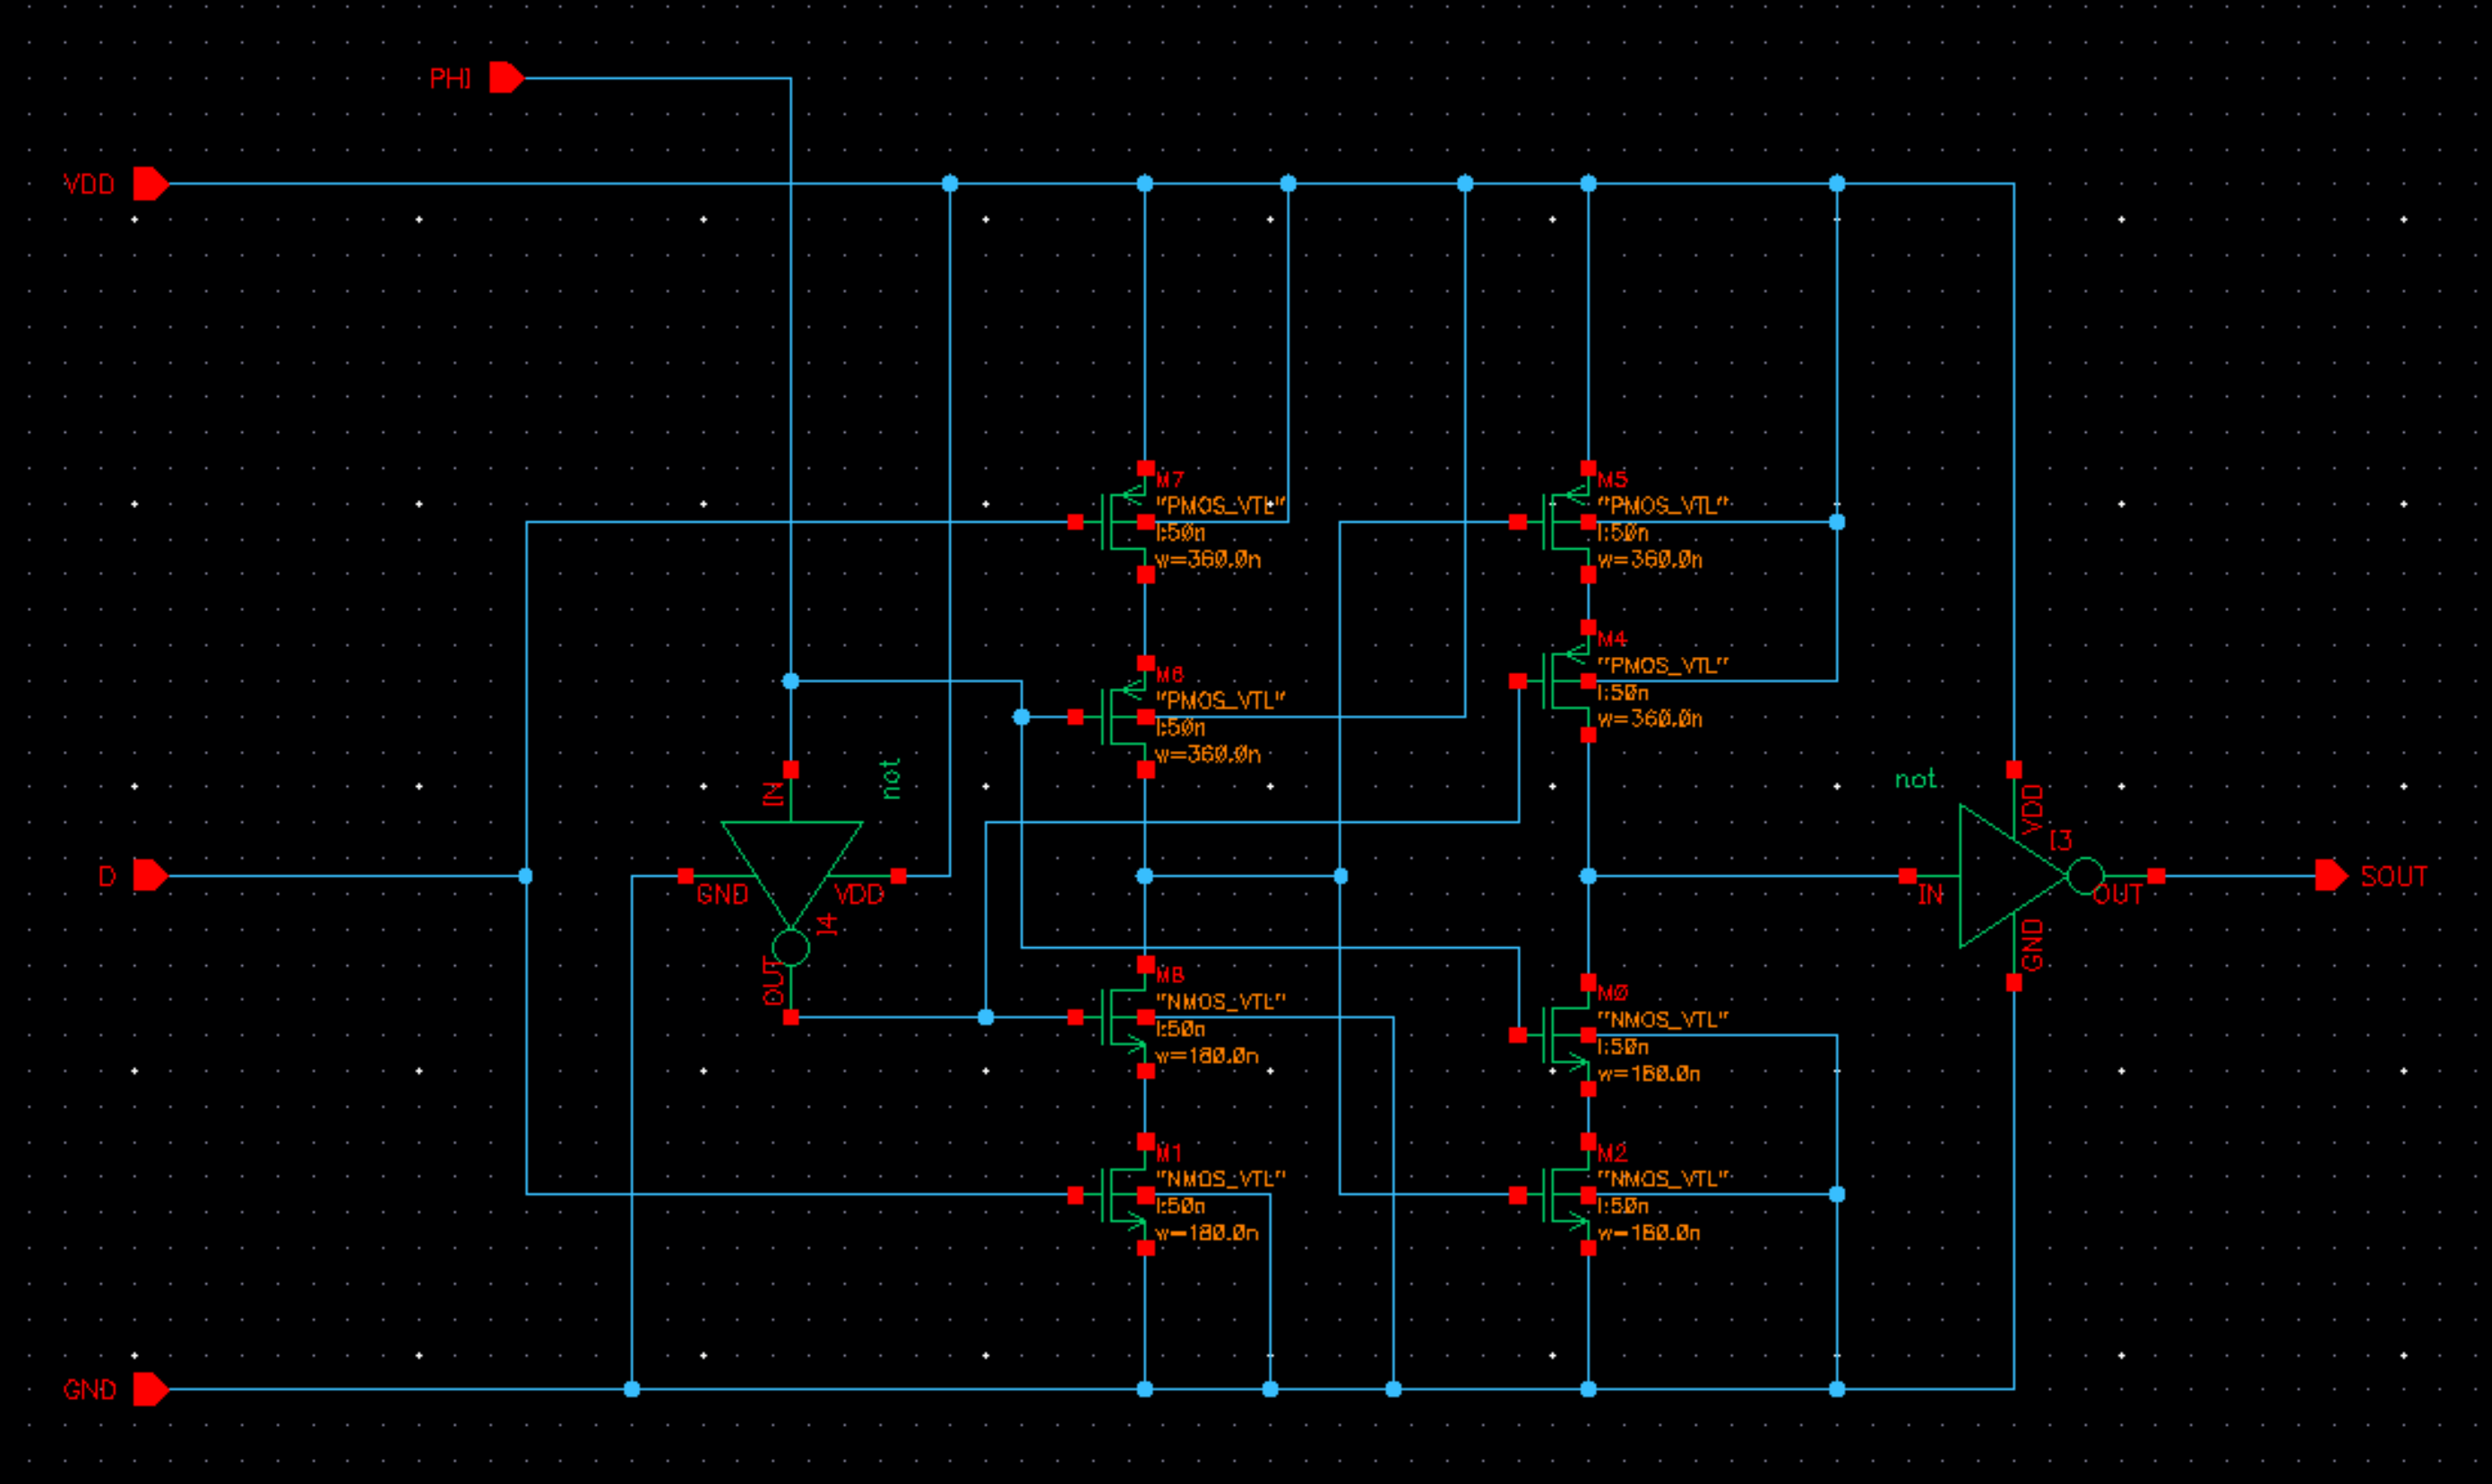 PHI
VDD
M7
"PMOS_VTL"
l:50n
w=360.0n
M5
"PMOS_VTL"
l:50n
w=360.0n
M6
"PMOS_VTL"
l:50n
w=360.0n
M4
"PMOS_VTL"
l:50n
w=360.0n
not
IN
GND
VDD
I4
OUT
D
not
VDD
I3
IN
OUT
GND
SOUT
M8
"NMOS_VTL"
l:50n
w=180.0n
M0
"NMOS_VTL"
l:50n
w=180.0n
M1
"NMOS_VTL"
l:50n
w=180.0n
M2
"NMOS_VTL"
l:50n
w=180.0n
GND